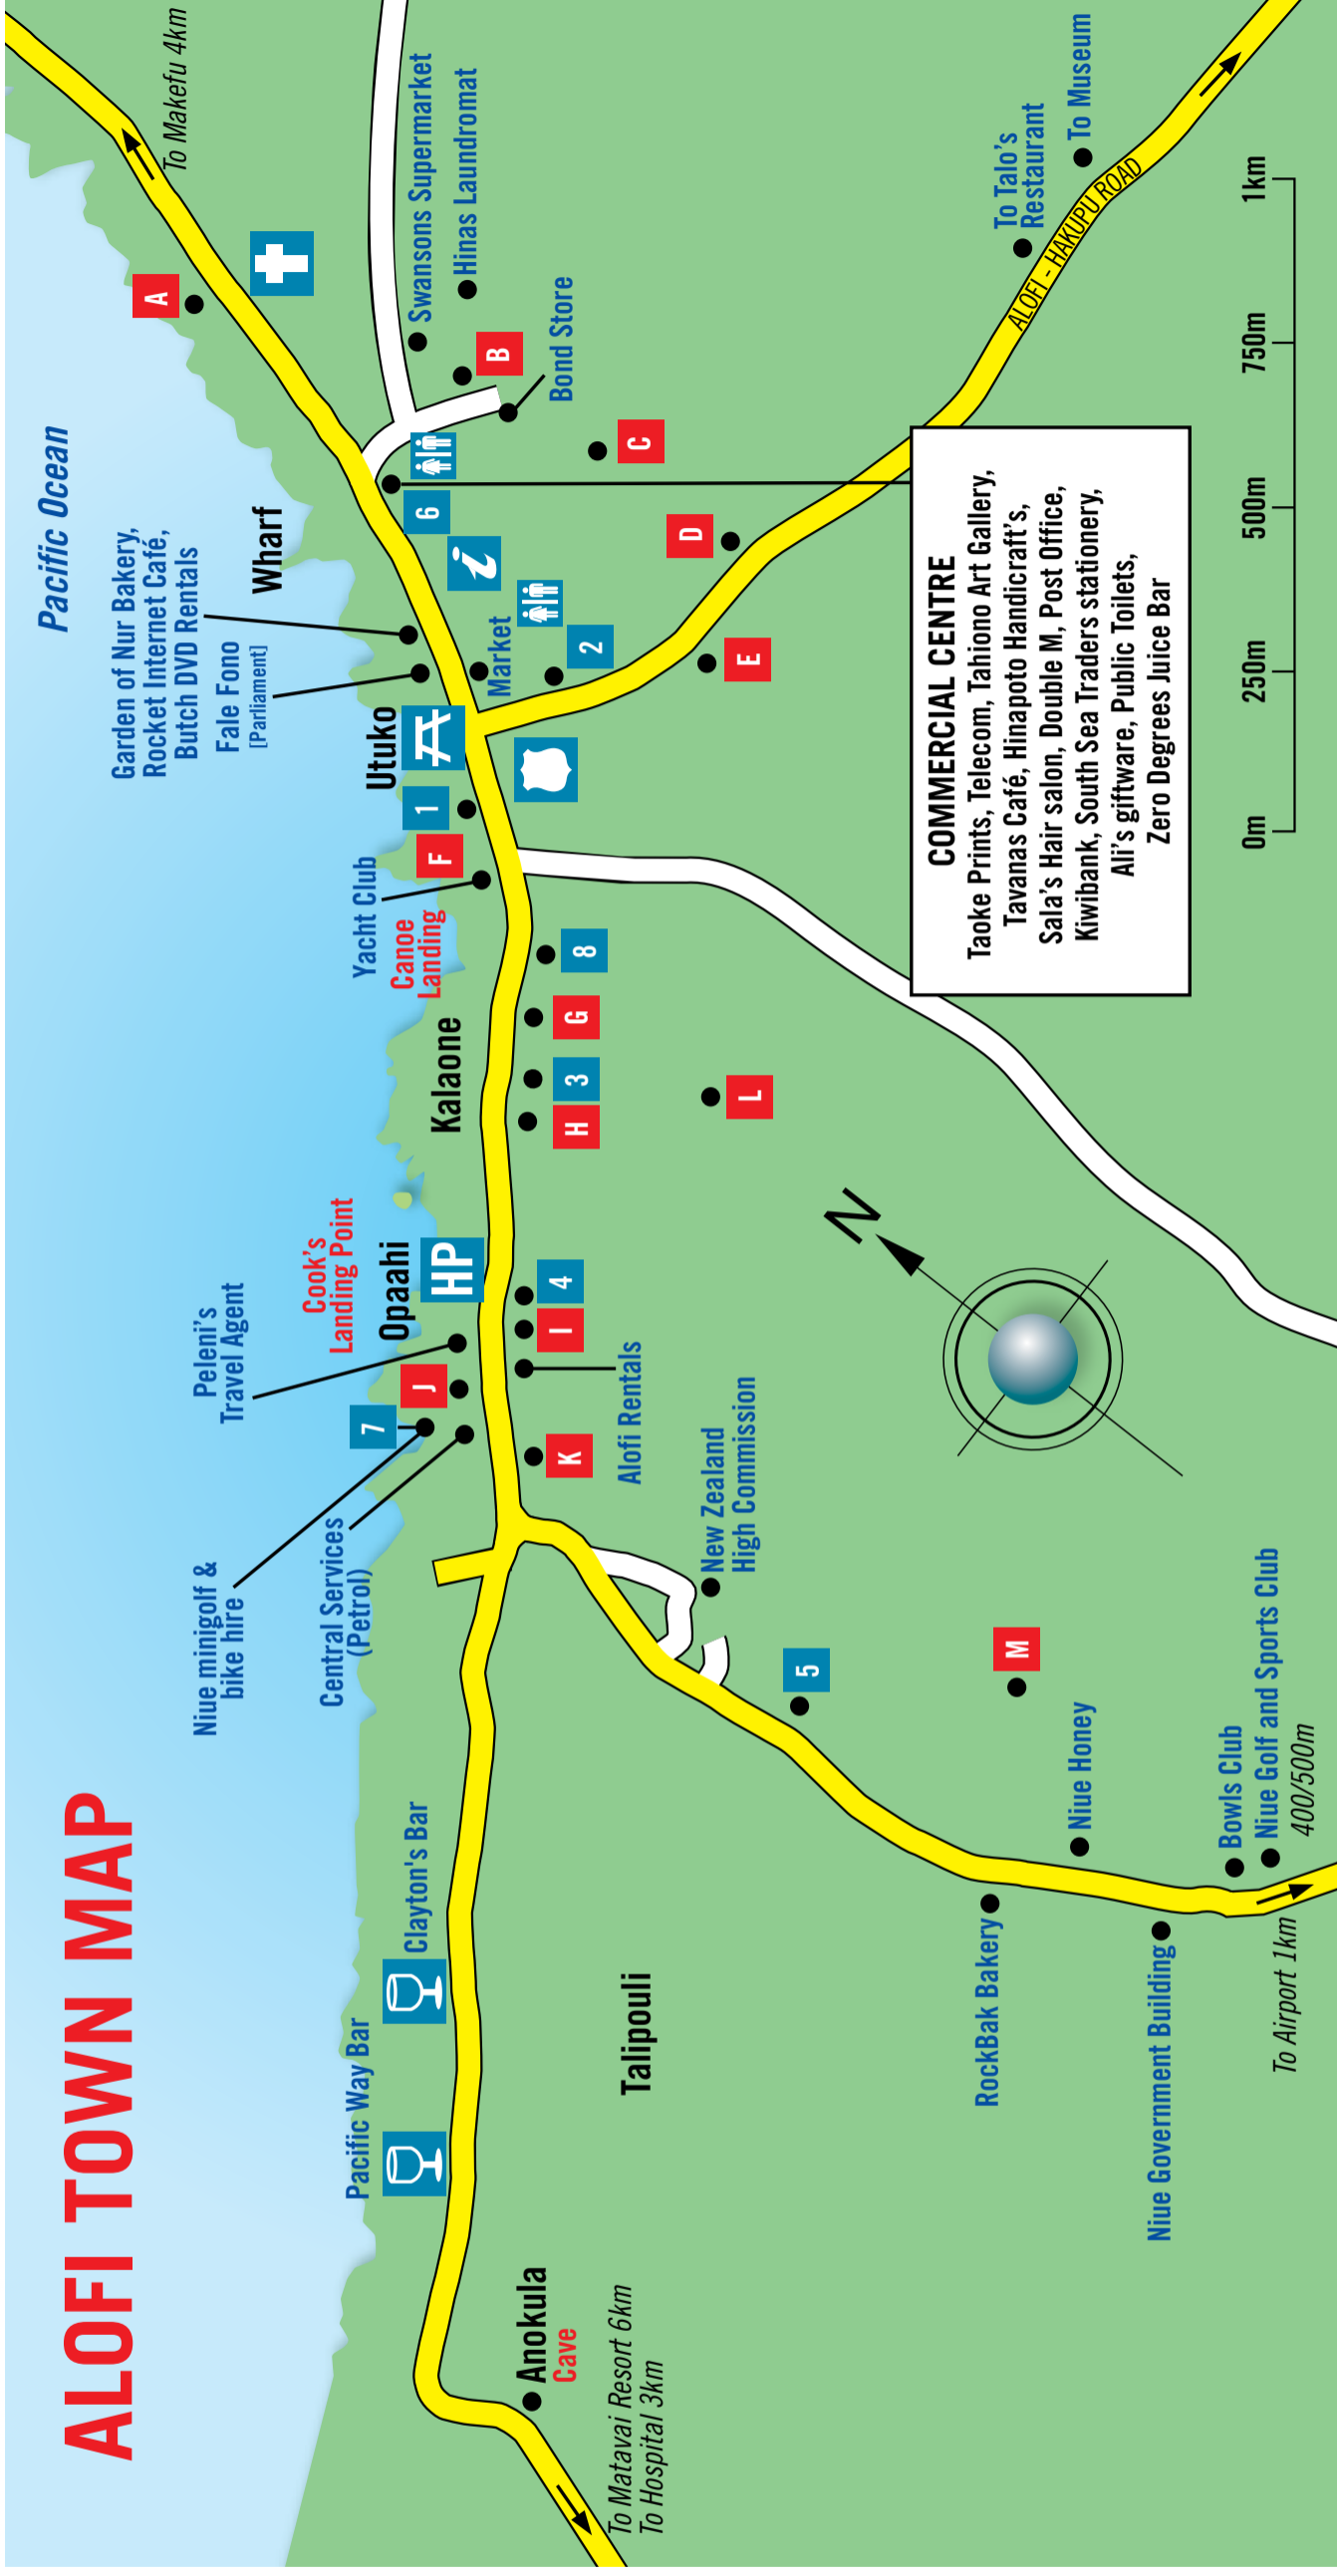 ALOFI TOWN MAP
Pacific Ocean
To Makefu 4km
A
Wharf
Garden of Nur Bakery,
Rocket Internet Café,
Butch DVD Rentals
Fale Fono
[Parliament]
Utuko
1
F
Yacht Club
Canoe
Landing
Kalaone
Cook's
Landing Point
Opaahi
HP
Peleni's
Travel Agent
J
7
Niue minigolf &
bike hire
Central Services
(Petrol)
Clayton's Bar
Pacific Way Bar
Anokula
Cave
To Matavai Resort 6km
To Hospital 3km
Talipouli
K
Alofi Rentals
I
4
H
3
G
8
L
Market
2
i
6
Swansons Supermarket
Hinas Laundromat
B
Bond Store
C
D
E
To Talo's
Restaurant
To Museum
ALOFI - HAKUPU ROAD
New Zealand
High Commission
5
M
Niue Honey
RockBak Bakery
Niue Government Building
Bowls Club
Niue Golf and Sports Club
400/500m
To Airport 1km
N
COMMERCIAL CENTRE
Taoke Prints, Telecom, Tahiono Art Gallery,
Tavanas Café, Hinapoto Handicraft's,
Sala's Hair salon, Double M, Post Office,
Kiwibank, South Sea Traders stationery,
Ali's giftware, Public Toilets,
Zero Degrees Juice Bar
0m
250m
500m
750m
1km